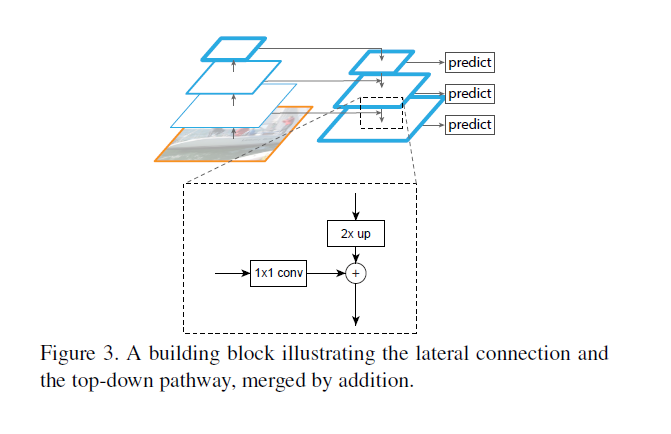 predict
predict
predict
2x up
1x1 conv
+
Figure 3. A building block illustrating the lateral connection and
the top-down pathway, merged by addition.